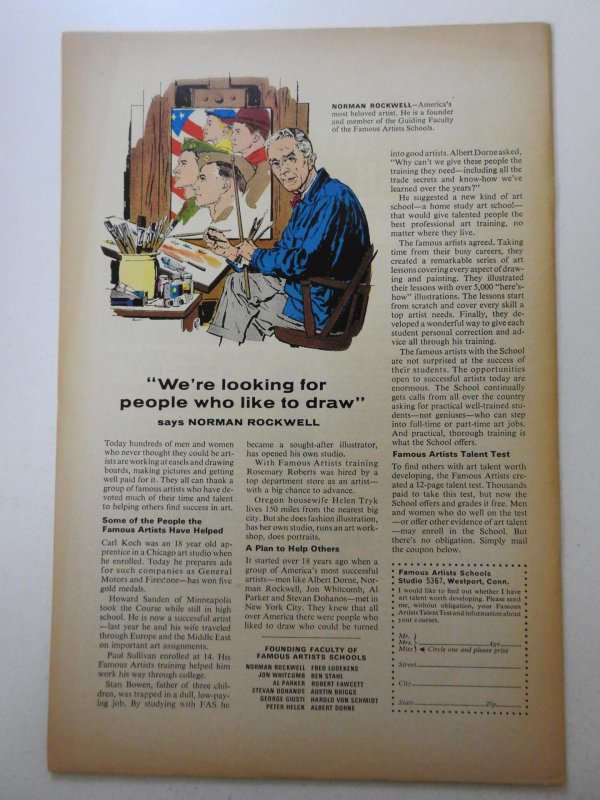 NORMAN ROCKWELL—America's
most beloved artist. He is a founder
and member of the Guiding Faculty
of the Famous Artists Schools.
"We're looking for
people who like to draw"
says NORMAN ROCKWELL
Today hundreds of men and women
who never thought they could be art-
ists are working at easels and drawing
boards, making pictures and getting
well paid for it. They all can thank a
group of famous artists who have de-
voted much of their time and talent
to helping others find success in art.
Some of the People the
Famous Artists Have Helped
Carl Koch was an 18 year old ap-
prentice in a Chicago art studio when
he enrolled. Today he prepares ads
for such companies as General
Motors and Firestone—has won five
gold medals.
Howard Sanden of Minneapolis
took the Course while still in high
school. He is now a successful artist
—last year he and his wife traveled
through Europe and the Middle East
on important art assignments.
Paul Sullivan enrolled at 14. His
Famous Artists training helped him
work his way through college.
Stan Bowen, father of three chil-
dren, was trapped in a dull, low-pay-
ing job. By studying with FAS he
became a sought-after illustrator,
has opened his own studio.
With Famous Artists training
Rosemary Roberts was hired by a
top department store as an artist—
with a big chance to advance.
Oregon housewife Helen Tryk
lives 150 miles from the nearest big
city. But she does fashion illustration,
has her own studio, runs an art work-
shop, does portraits.
A Plan to Help Others
It started over 18 years ago when a
group of America's most successful
artists—men like Albert Dorne, Nor-
man Rockwell, Jon Whitcomb, Al
Parker and Stevan Dohanos—met in
New York City. They knew that all
over America there were people who
liked to draw who could be turned
FOUNDING FACULTY OF
FAMOUS ARTISTS SCHOOLS
NORMAN ROCKWELL FRED LUDEKENS
JON WHITCOMB BEN STAHL
AL PARKER ROBERT FAWCETT
STEVAN DOHANOS AUSTIN BRIGGS
GEORGE GIUSTI HAROLD VON SCHMIDT
PETER HELCK ALBERT DORNE
into good artists. Albert Dorne asked,
"Why can't we give these people the
training they need—including all the
trade secrets and know-how we've
learned over the years?"
He suggested a new kind of art
school—a home study art school—
that would give talented people the
best professional art training, no
matter where they live.
The famous artists agreed. Taking
time from their busy careers, they
created a remarkable series of art
lessons covering every aspect of draw-
ing and painting. They illustrated
their lessons with over 5,000 "here's-
how" illustrations. The lessons start
from scratch and cover every skill a
top artist needs. Finally, they de-
veloped a wonderful way to give each
student personal correction and ad-
vice all through his training.
The famous artists with the School
are not surprised at the success of
their students. The opportunities
open to successful artists today are
enormous. The School continually
gets calls from all over the country
asking for practical well-trained stu-
dents—not geniuses—who can step
into full-time or part-time art jobs.
And practical, thorough training is
what the School offers.
Famous Artists Talent Test
To find others with art talent worth
developing, the Famous Artists cre-
ated a 12-page talent test. Thousands
paid to take this test, but now the
School offers and grades it free. Men
and women who do well on the test
—or offer other evidence of art talent
—may enroll in the School. But
there's no obligation. Simply mail
the coupon below.
Famous Artists Schools
Studio 5367, Westport, Conn.
I would like to find out whether I have
art talent worth developing. Please send
me, without obligation, your Famous
Artists Talent Test and information about
your courses.
Mr.
Mrs. Age
Miss Circle one and please print
Street
City
State Zip